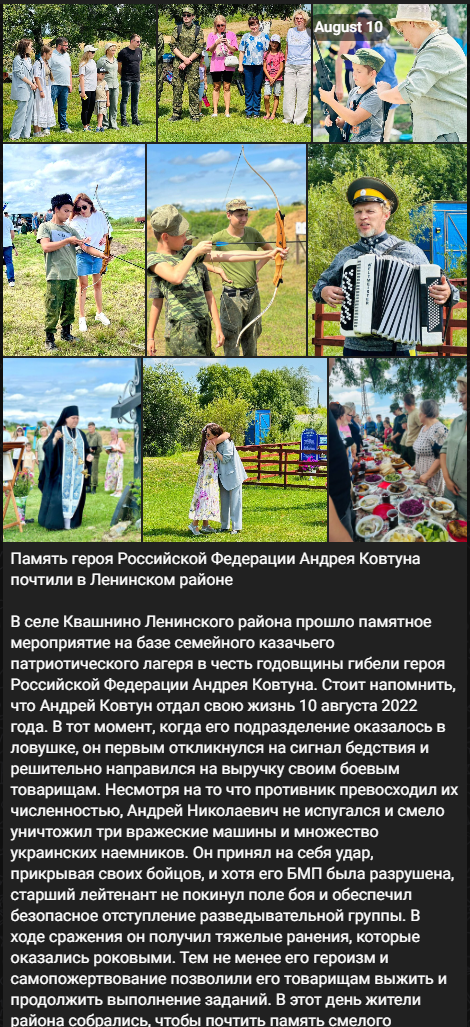 August 10
Память героя Российской Федерации Андрея Ковтуна
почтили в Ленинском районе
В селе Квашнино Ленинского района прошло памятное
мероприятие на базе семейного казачьего
патриотического лагеря в честь годовщины гибели героя
Российской Федерации Андрея Ковтуна. Стоит напомнить,
что Андрей Ковтун отдал свою жизнь 10 августа 2022
года. В тот момент, когда его подразделение оказалось в
ловушке, он первым откликнулся на сигнал бедствия и
решительно направился на выручку своим боевым
товарищам. Несмотря на то что противник превосходил их
численностью, Андрей Николаевич не испугался и смело
уничтожил три вражеские машины и множество
украинских наемников. Он принял на себя удар,
прикрывая своих бойцов, и хотя его БМП была разрушена,
старший лейтенант не покинул поле боя и обеспечил
безопасное отступление разведывательной группы. В
ходе сражения он получил тяжелые ранения, которые
оказались роковыми. Тем не менее его героизм и
самопожертвование позволили его товарищам выжить и
продолжить выполнение заданий. В этот день жители
района собрались, чтобы почтить память смелого